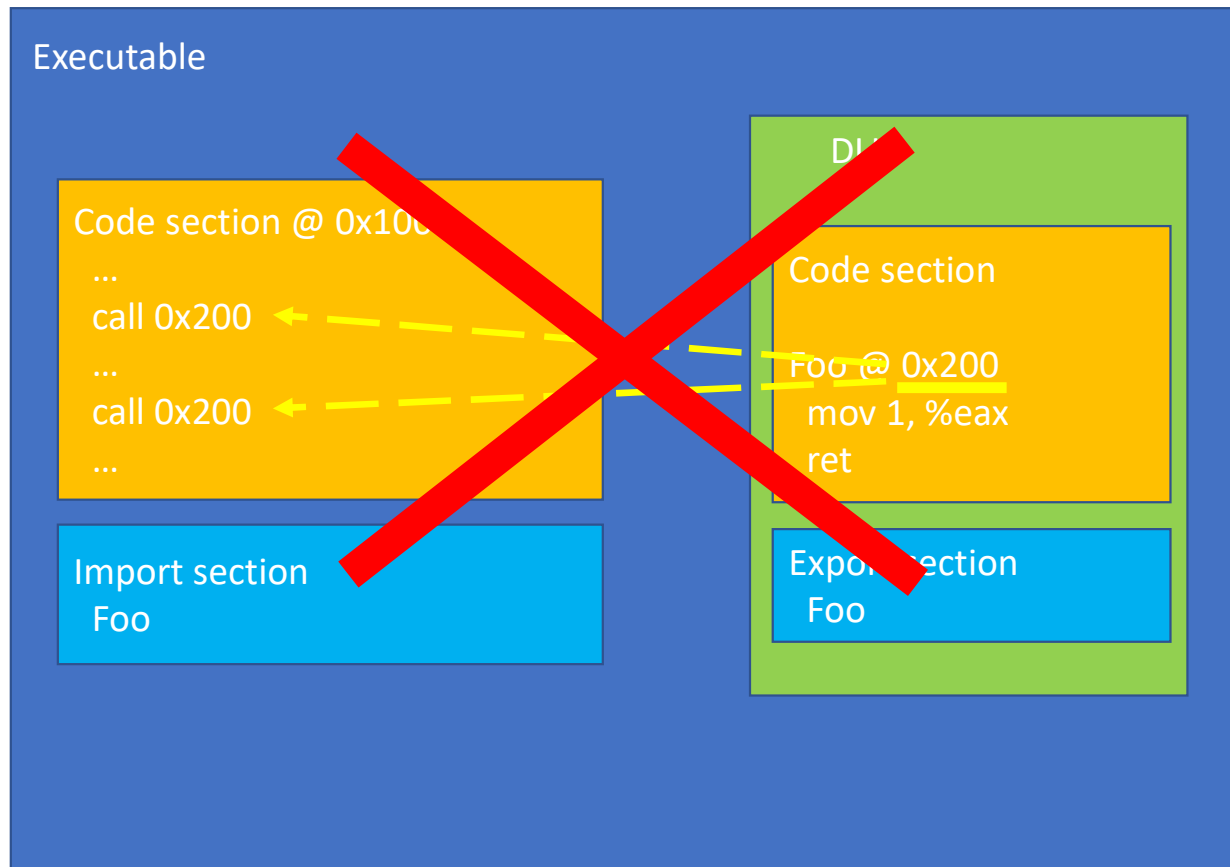 Executable
Code section @ 0x100
…
call 0x200
…
call 0x200
…
Import section
Foo
Code section
Foo @ 0x200
mov 1, %eax
ret
Export section
Foo